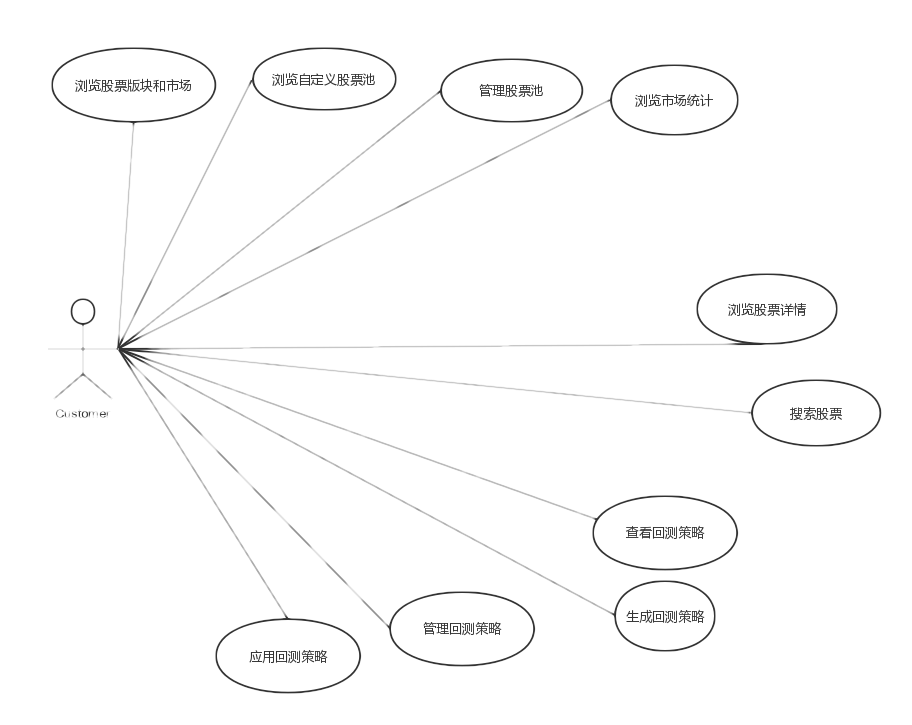 浏览股票版块和市场
浏览自定义股票池
管理股票池
浏览市场统计
浏览股票详情
搜索股票
Customer
查看回测策略
生成回测策略
管理回测策略
应用回测策略